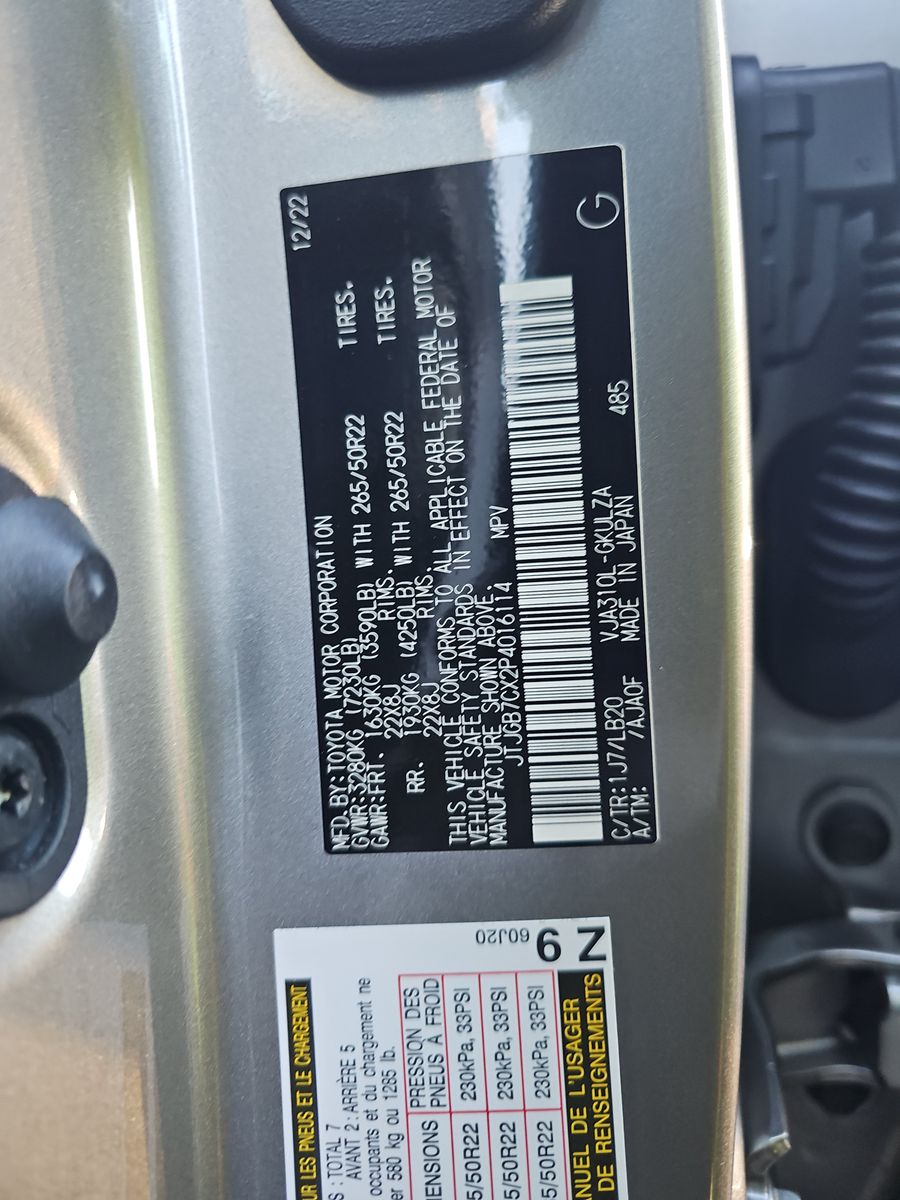 12/22
MFD.BY:TOYOTA MOTOR CORPORATION
GVWR:3280KG (7230LB)
GAWR:FRT. 1630KG (3590LB) WITH 265/50R22 TIRES.
22X8J RIMS.
RR. 1930KG (4250LB) WITH 265/50R22 TIRES.
22X8J RIMS.
THIS VEHICLE CONFORMS TO ALL APPLICABLE FEDERAL MOTOR
VEHICLE SAFETY STANDARDS IN EFFECT ON THE DATE OF
MANUFACTURE SHOWN ABOVE.
JTJGB7CX2P4016114 MPV
C/TR:1J7/LB20 VJA310L-GKULZA 485
A/TM: /AJA0F MADE IN JAPAN
G
UR LES PNEUS ET LE CHARGEMENT
S : TOTAL 7
AVANT 2 : ARRIÈRE 5
occupants et du chargement ne
er 580 kg ou 1285 lb.
ENSIONS PRESSION DES PNEUS À FROID
5/50R22 230kPa, 33PSI
5/50R22 230kPa, 33PSI
5/50R22 230kPa, 33PSI
NUEL DE L'USAGER
DE RENSEIGNEMENTS
60J20
9
Z